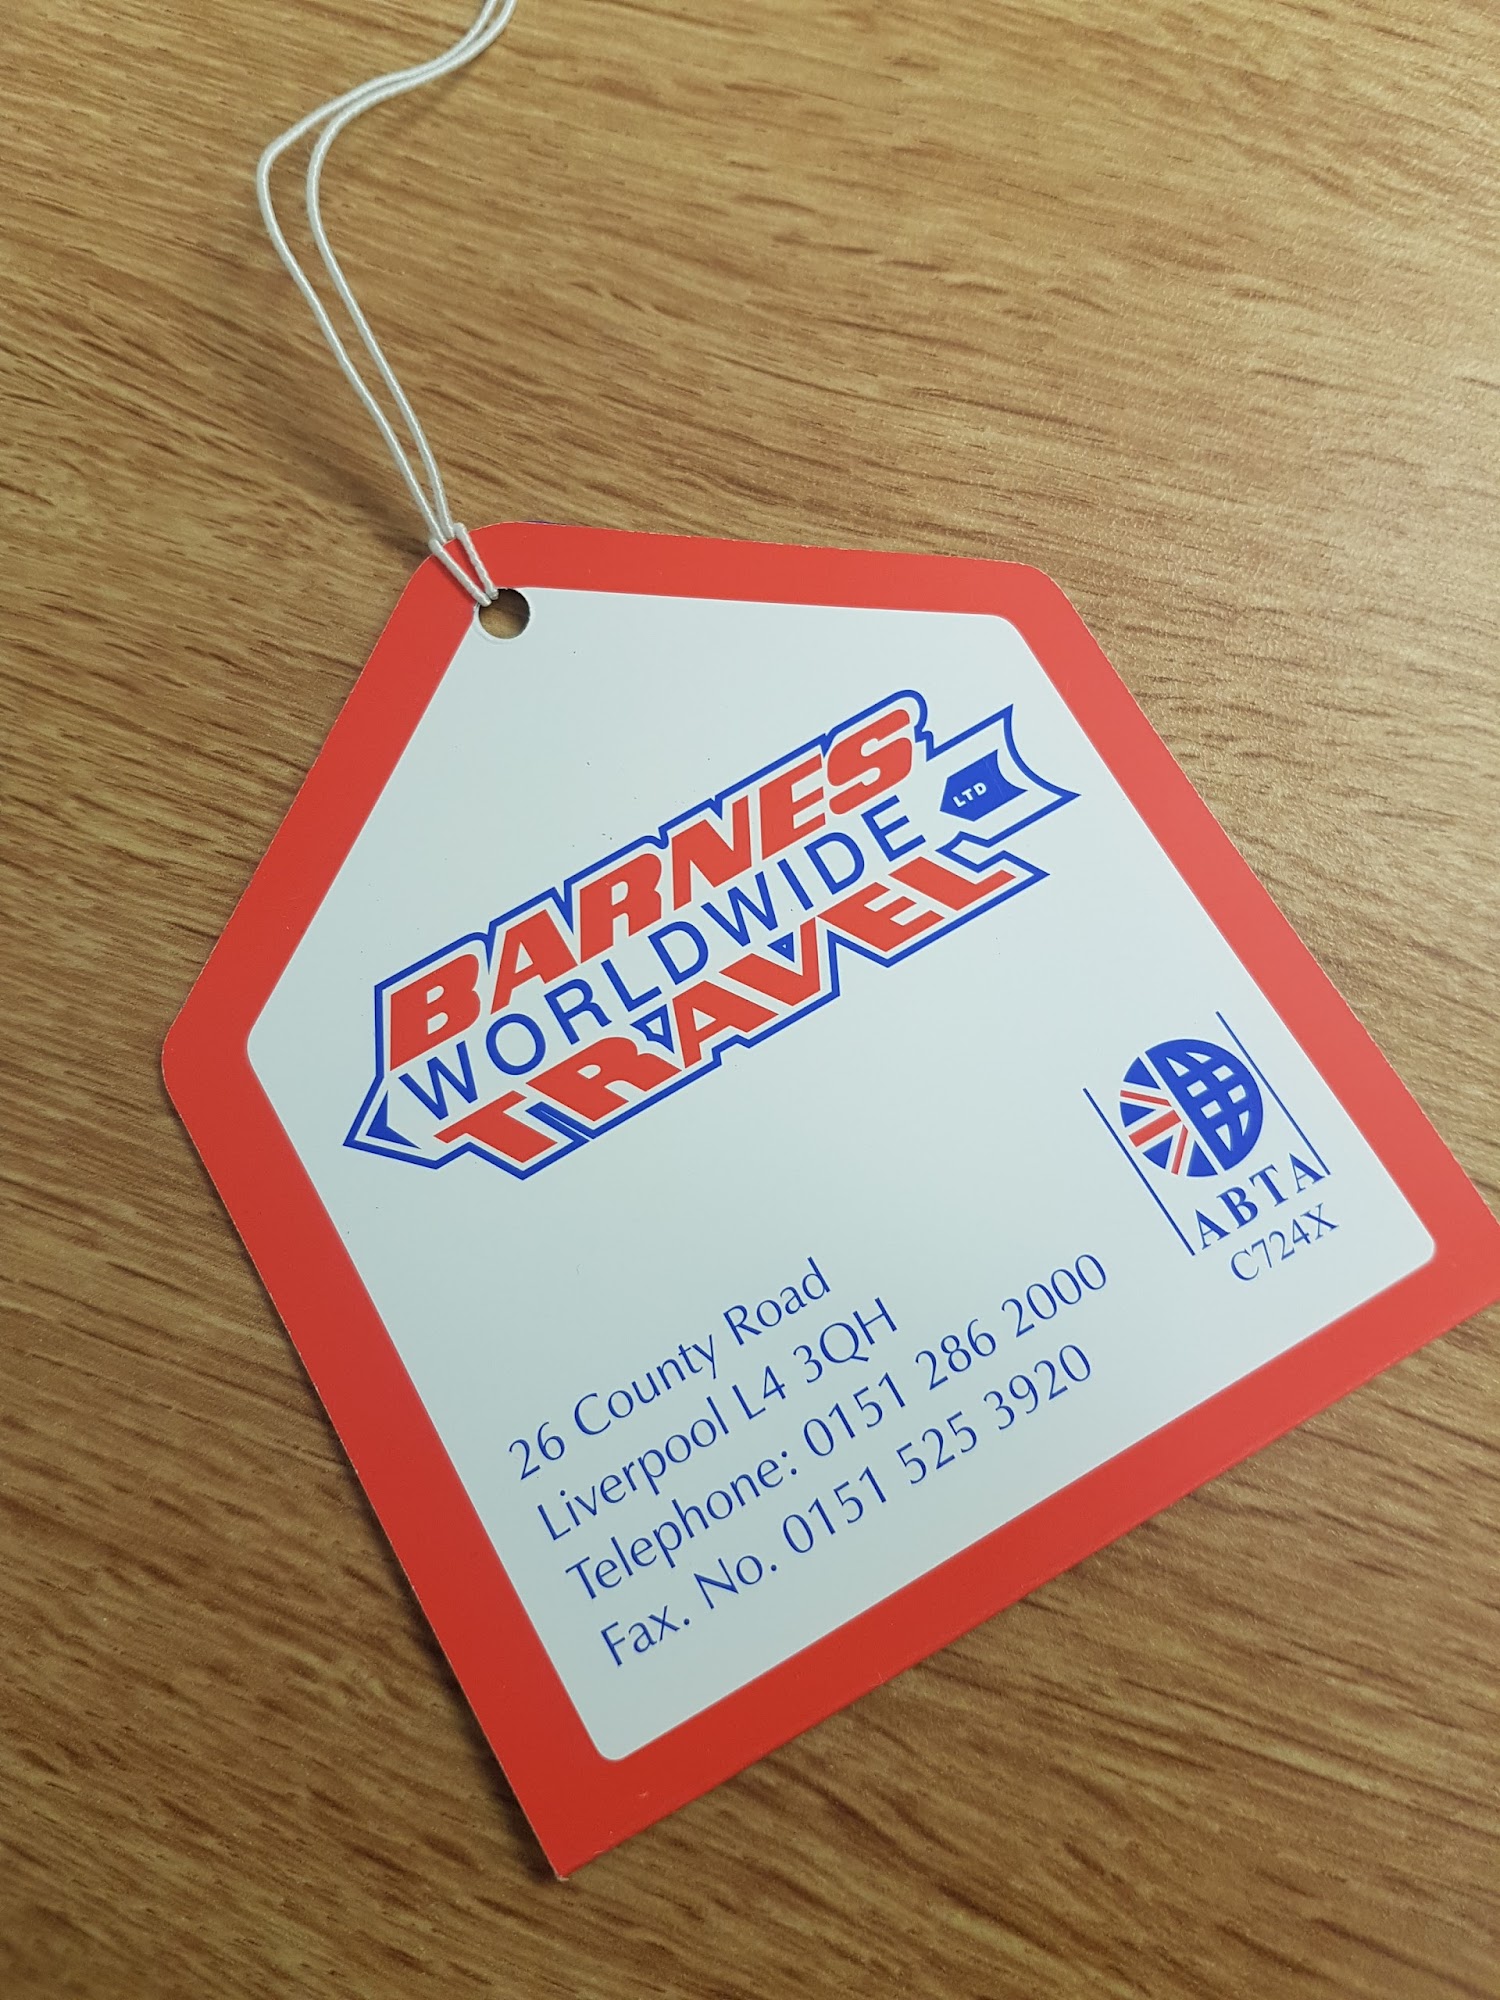 BARNES
WORLDWIDE
LTD
TRAVEL
ABTA
C724X
26 County Road
Liverpool L4 3QH
Telephone: 0151 286 2000
Fax. No. 0151 525 3920